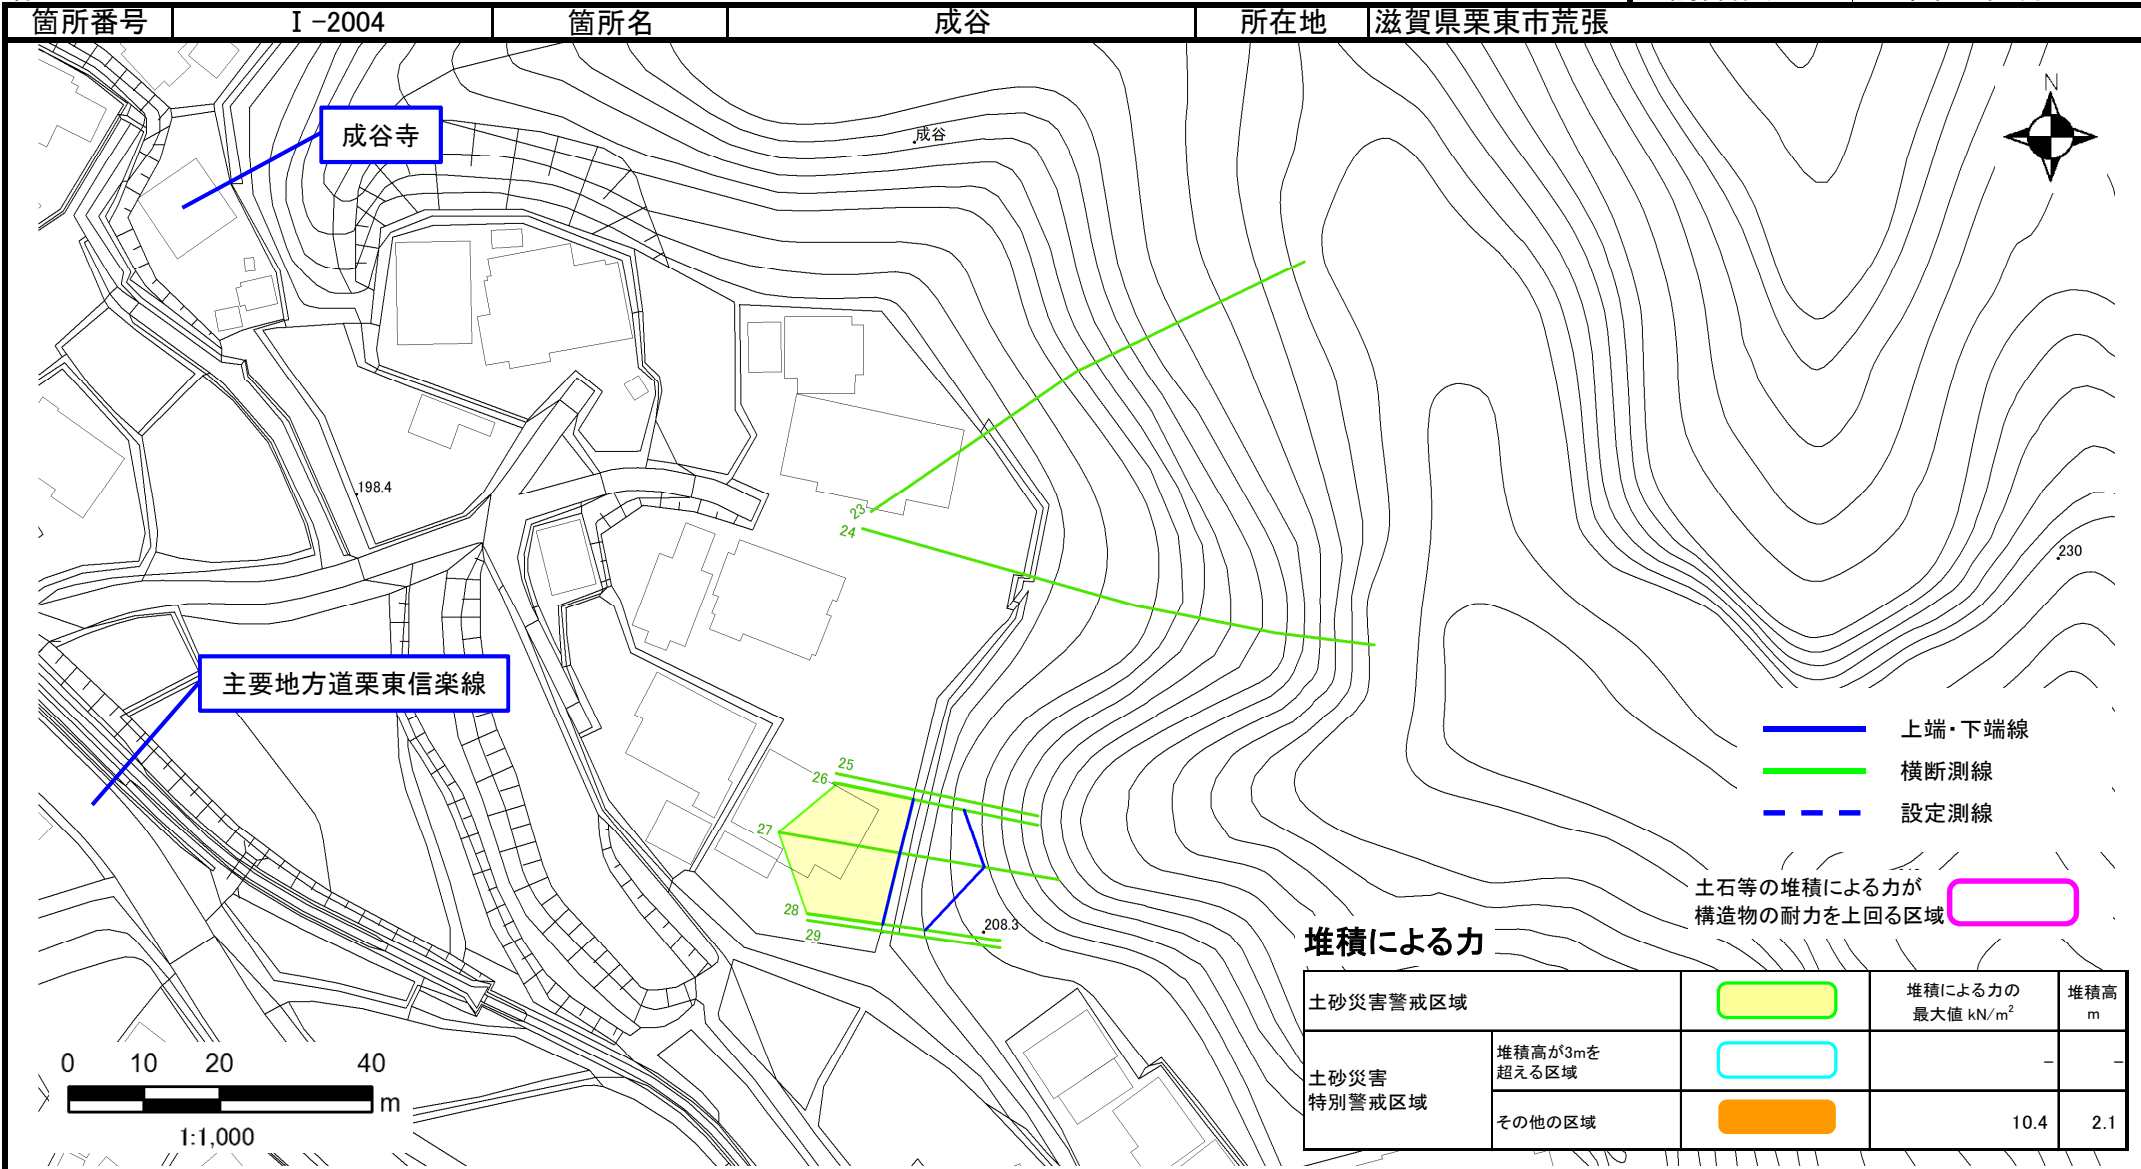 箇所番号 Ⅰ-2004 箇所名 成谷 所在地 滋賀県栗東市荒張
N
成谷寺
成谷
198.4
23
24
230
主要地方道栗東信楽線
上端・下端線
横断測線
設定測線
25
26
27
28
29
208.3
土石等の堆積による力が
構造物の耐力を上回る区域
堆積による力
土砂災害警戒区域
堆積による力の
最大値 kN/m²
堆積高
m
土砂災害
特別警戒区域
堆積高が3mを
超える区域
- -
その他の区域
10.4 2.1
0 10 20 40
m
1:1,000